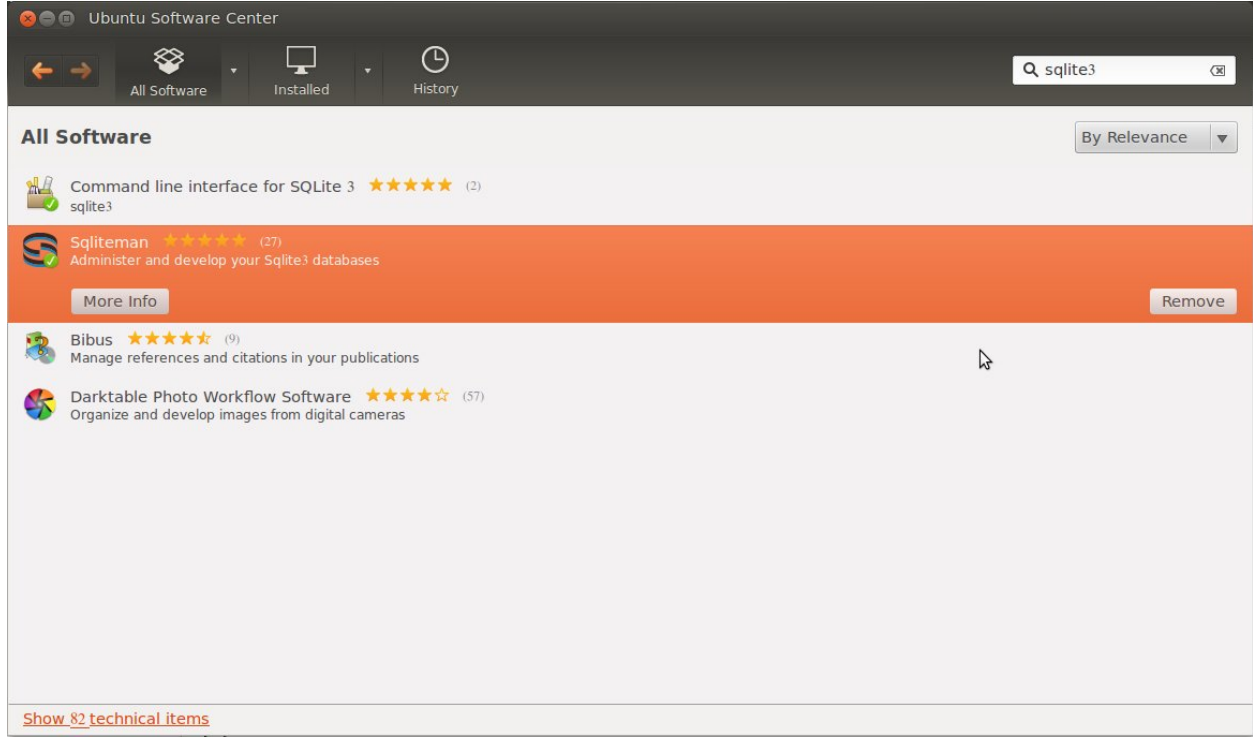 Ubuntu Software Center
All Software
Installed
History
sqlite3
All Software
By Relevance
Command line interface for SQLite 3 (2)
sqlite3
Sqliteman (27)
Administer and develop your Sqlite3 databases
More Info
Remove
Bibus (9)
Manage references and citations in your publications
Darktable Photo Workflow Software (57)
Organize and develop images from digital cameras
Show 82 technical items